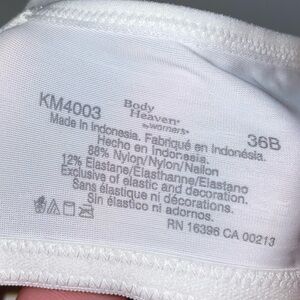 KM4003
Body
Heaven®
by warners®
36B
Made in Indonesia. Fabriqué en Indonésia.
Hecho en Indonesia.
88% Nylon/Nylon/Nailon
12% Elastane/Elasthanne/Elastano
Exclusive of elastic and decoration.
Sans élastique ni décorations.
Sin elástico ni adornos.
RN 16398 CA 00213